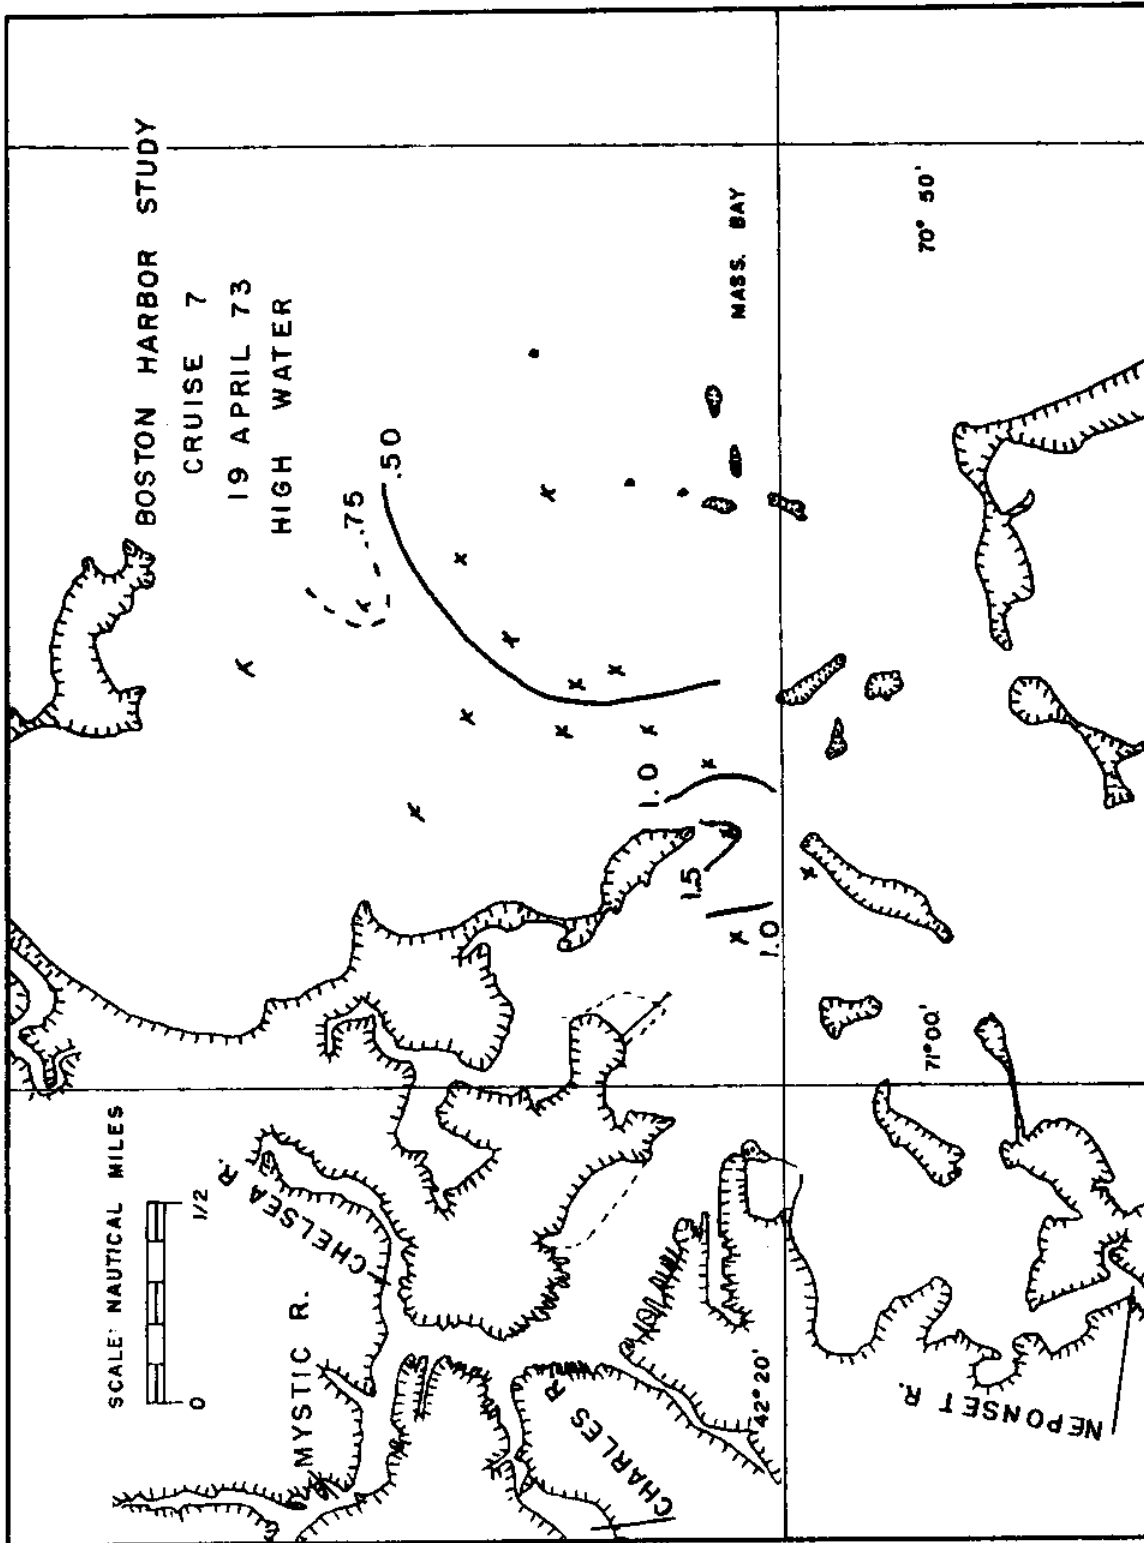 BOSTON HARBOR STUDY
CRUISE 7
19 APRIL 73
HIGH WATER
.75
.50
1.0
1.5
1.0
MASS. BAY
70° 50'
71° 00'
42° 20'
SCALE: NAUTICAL MILES
0
1/2
CHELSEA R.
MYSTIC R.
CHARLES R.
NEPONSET R.